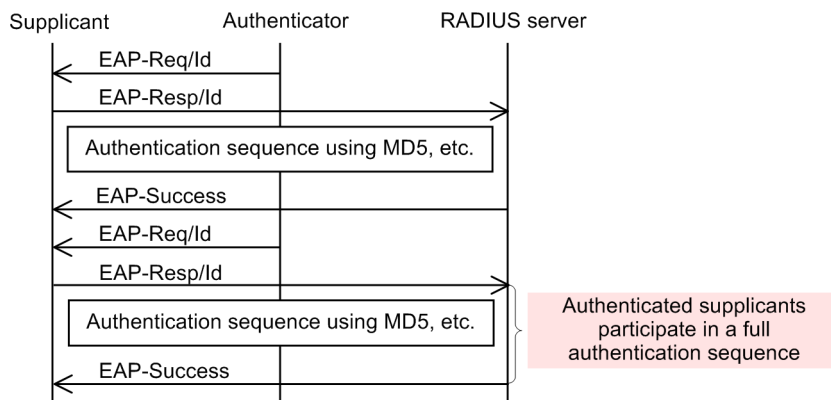 Supplicant
Authenticator
RADIUS server
EAP-Req/Id
EAP-Resp/Id
Authentication sequence using MD5, etc.
EAP-Success
EAP-Req/Id
EAP-Resp/Id
Authentication sequence using MD5, etc.
Authenticated supplicants
participate in a full
authentication sequence
EAP-Success